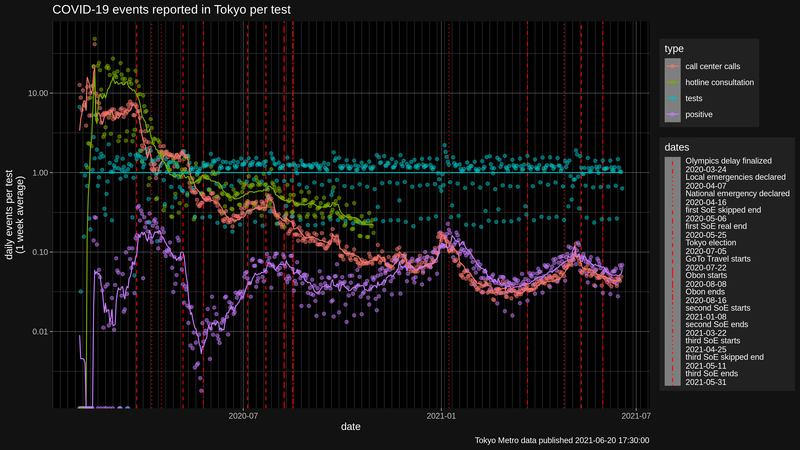 COVID-19 events reported in Tokyo per test
daily events per test
(1 week average)
10.00
1.00
0.10
0.01
2020-07
2021-01
2021-07
date
Tokyo Metro data published 2021-06-20 17:30:00
type
call center calls
hotline consultation
tests
positive
dates
Olympics delay finalized
2020-03-24
Local emergencies declared
2020-04-07
National emergency declared
2020-04-16
first SoE skipped end
2020-05-06
first SoE real end
2020-05-25
Tokyo election
2020-07-05
GoTo Travel starts
2020-07-22
Obon starts
2020-08-08
Obon ends
2020-08-16
second SoE starts
2021-01-08
second SoE ends
2021-03-22
third SoE starts
2021-04-25
third SoE skipped end
2021-05-11
third SoE ends
2021-05-31